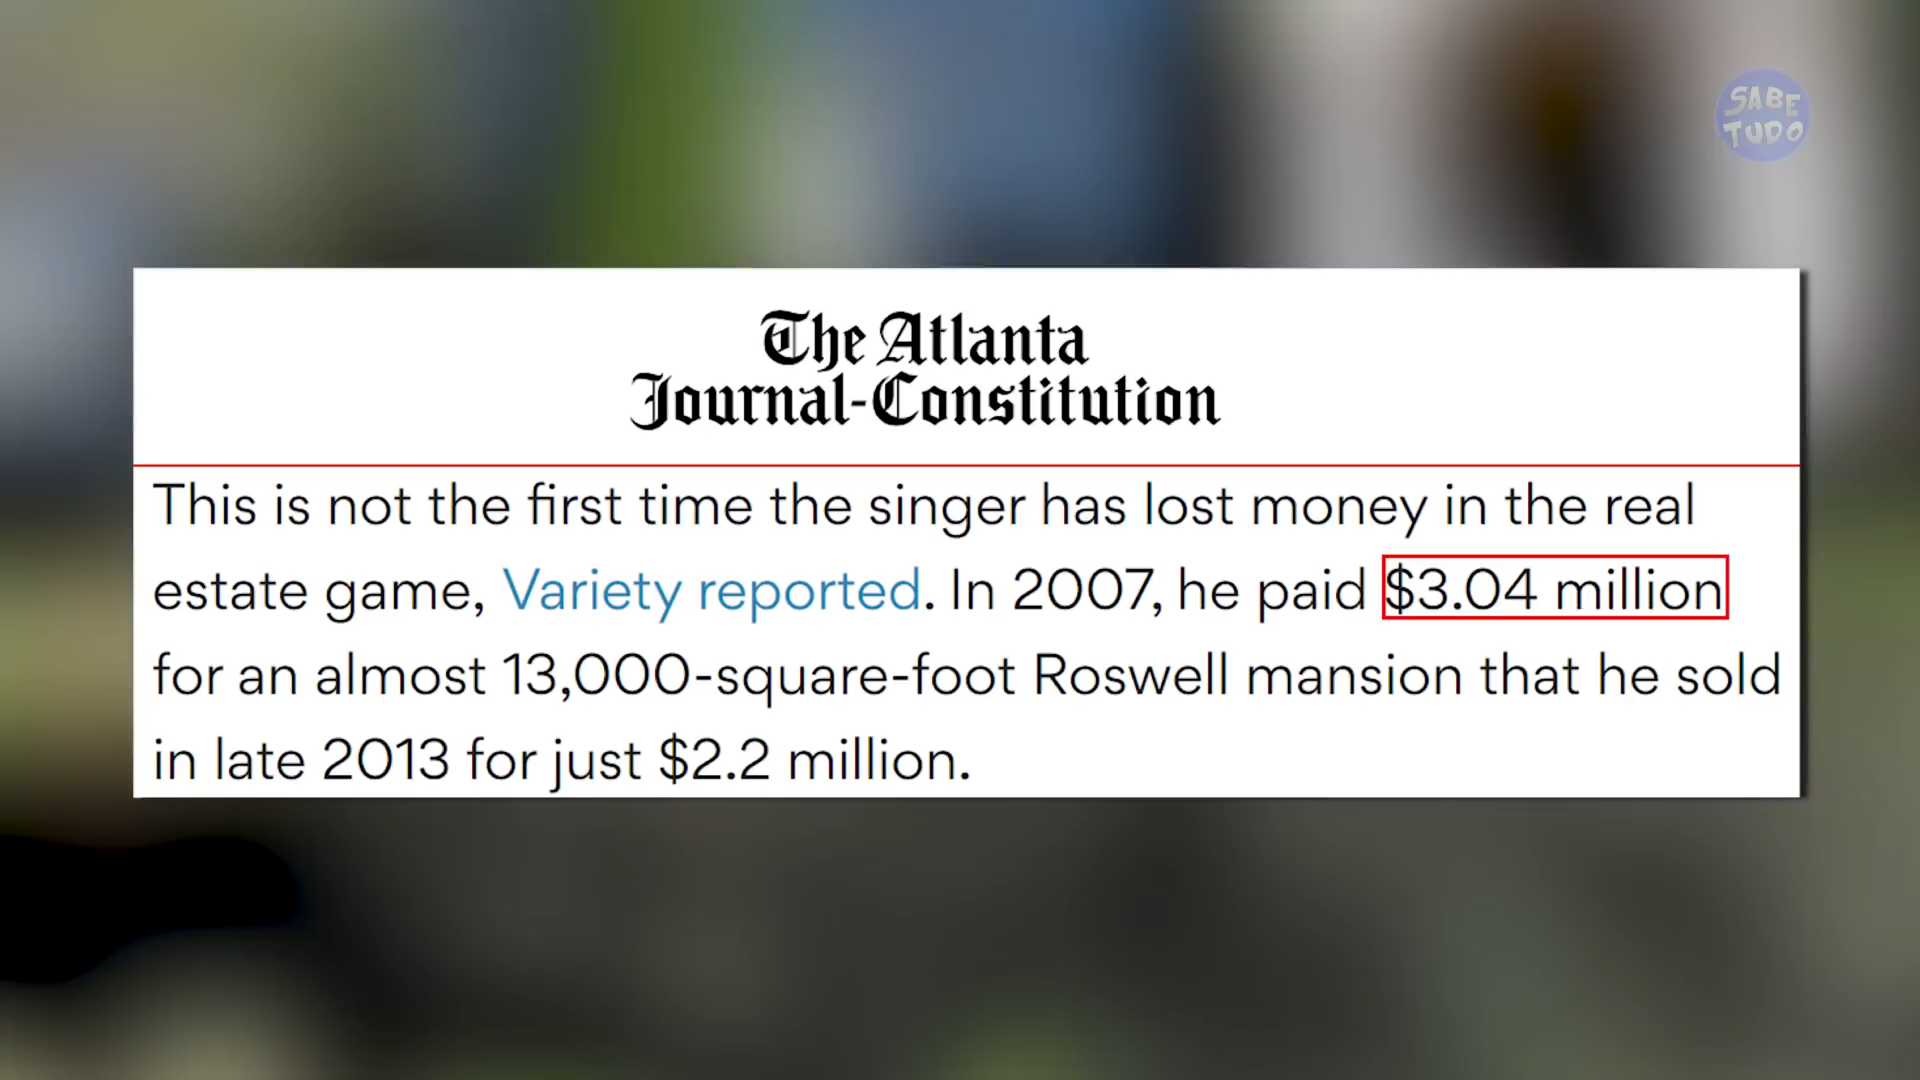 SABE
TUDO
The Atlanta
Journal-Constitution
This is not the first time the singer has lost money in the real
estate game, Variety reported. In 2007, he paid $3.04 million
for an almost 13,000-square-foot Roswell mansion that he sold
in late 2013 for just $2.2 million.